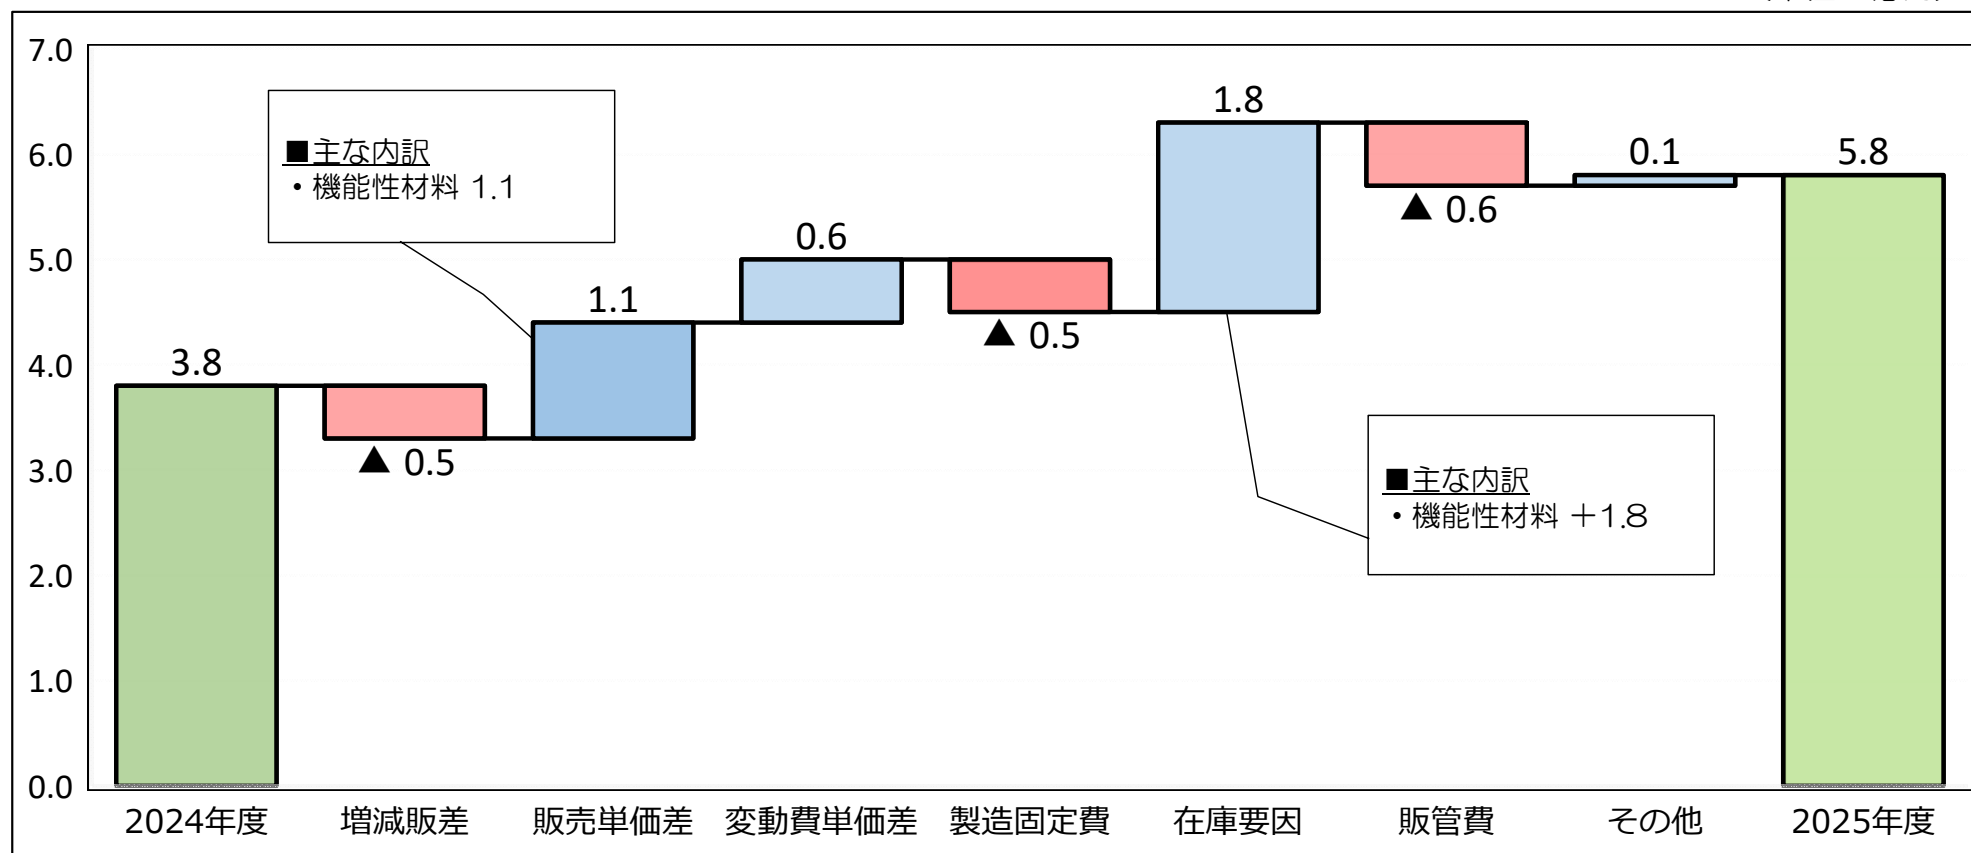 7.0
6.0
5.0
4.0
3.0
2.0
1.0
0.0
■主な内訳
・機能性材料 1.1
■主な内訳
・機能性材料 ＋1.8
3.8
▲ 0.5
1.1
0.6
▲ 0.5
1.8
▲ 0.6
0.1
5.8
2024年度
増減販差
販売単価差
変動費単価差
製造固定費
在庫要因
販管費
その他
2025年度